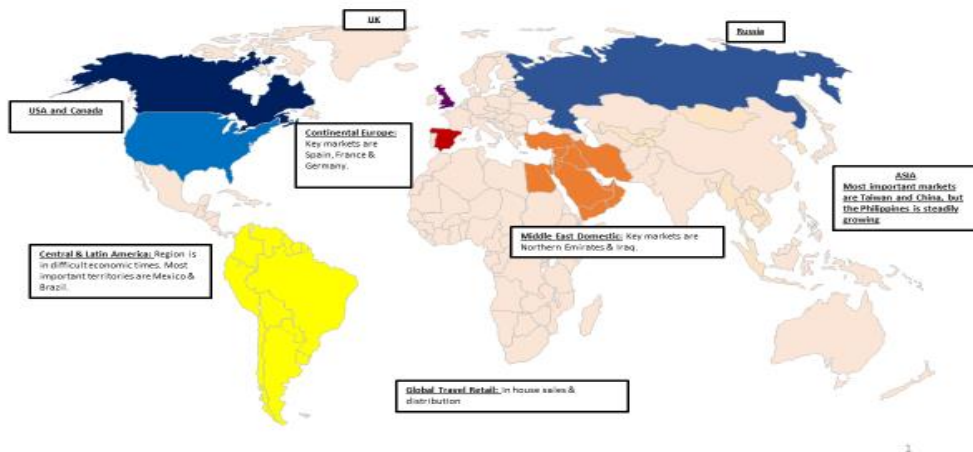 UK
Russia
USA and Canada
Continental Europe:
Key markets are
Spain, France &
Germany.
ASIA
Most important markets
are Taiwan and China, but
the Philippines is steadily
growing
Middle East Domestic: Key markets are
Northern Emirates & Iraq.
Central & Latin America: Region is
in difficult economic times. Most
important territories are Mexico &
Brazil.
Global Travel Retail: In house sales &
distribution
1